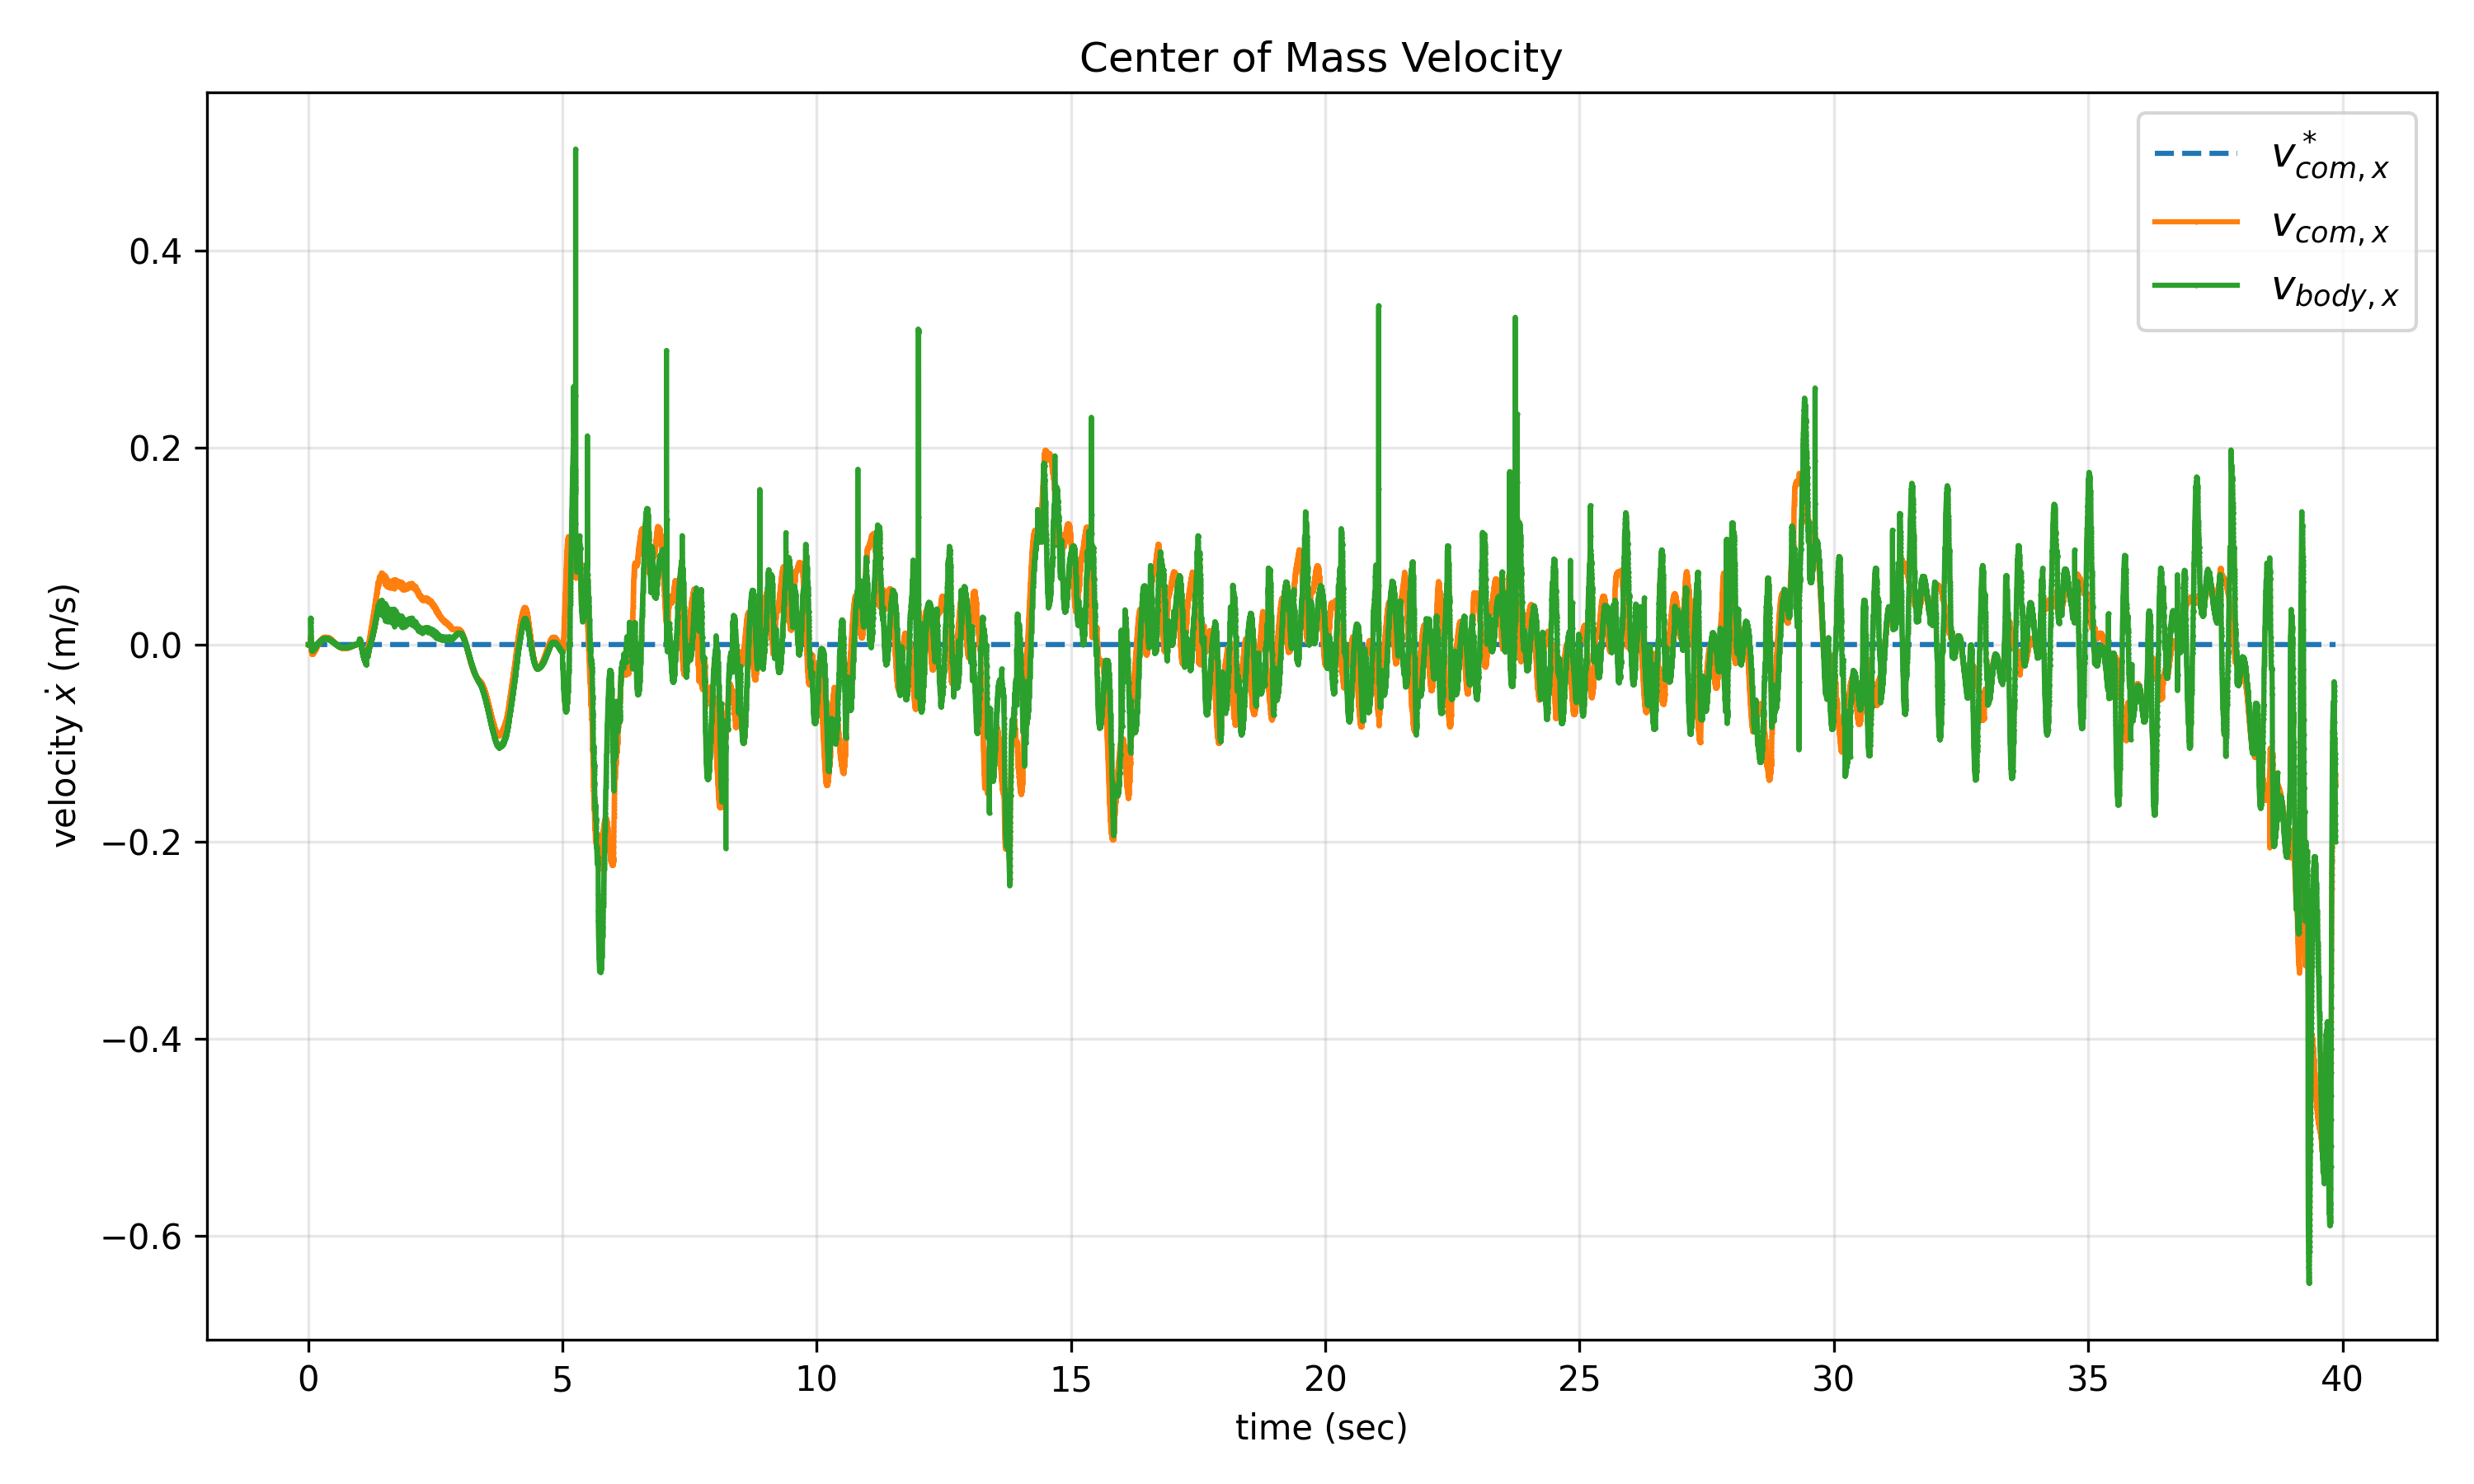 Center of Mass Velocity
v*com,x
vcom,x
vbody,x
0.4
0.2
0.0
−0.2
−0.4
−0.6
velocity ẋ (m/s)
0 5 10 15 20 25 30 35 40
time (sec)